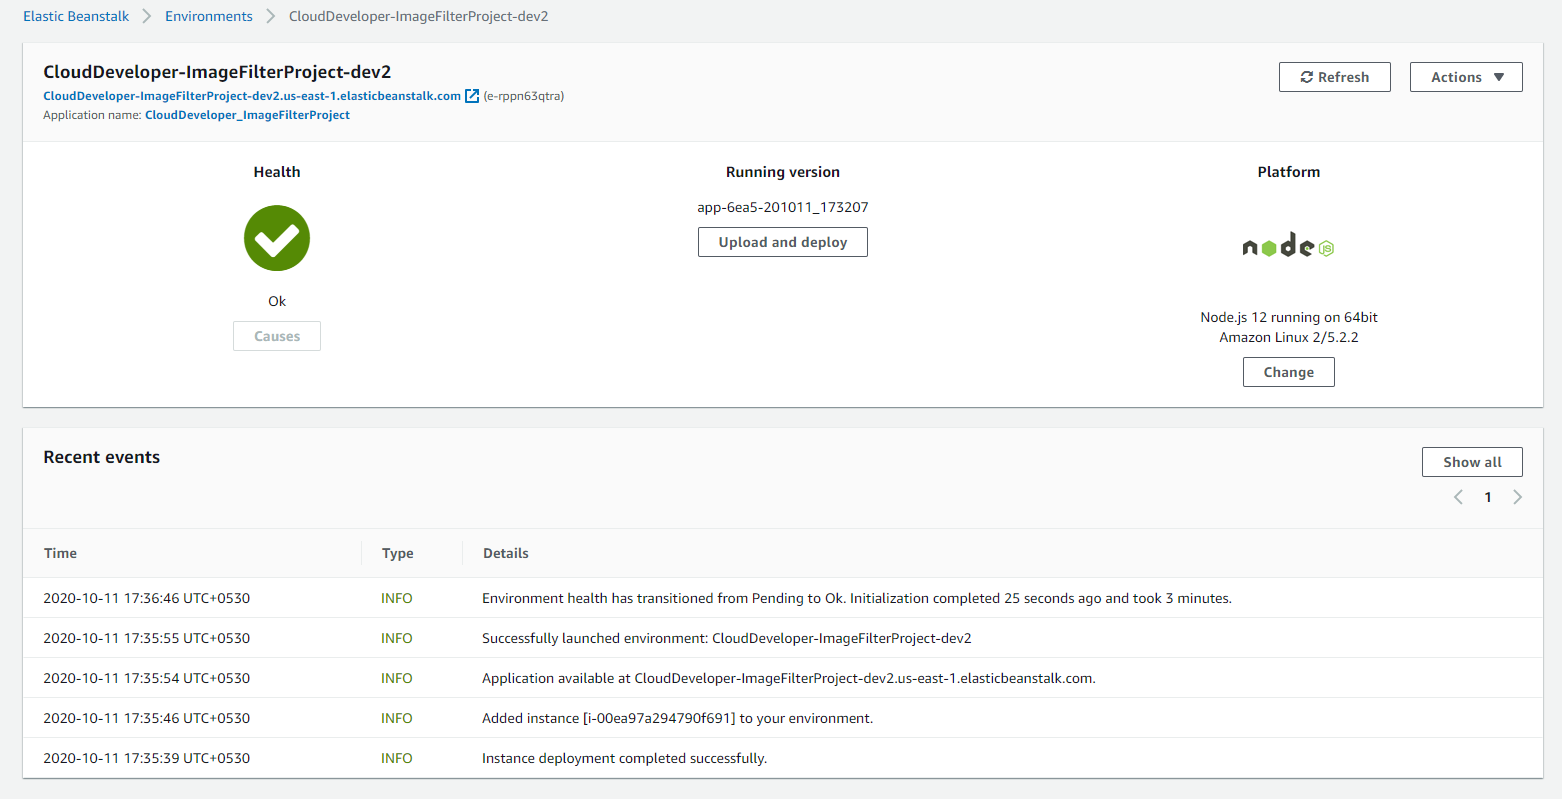 Elastic Beanstalk > Environments > CloudDeveloper-ImageFilterProject-dev2
CloudDeveloper-ImageFilterProject-dev2
CloudDeveloper-ImageFilterProject-dev2.us-east-1.elasticbeanstalk.com (e-rppn63qtra)
Application name: CloudDeveloper_ImageFilterProject
Refresh
Actions
Health
Ok
Causes
Running version
app-6ea5-201011_173207
Upload and deploy
Platform
node JS
Node.js 12 running on 64bit
Amazon Linux 2/5.2.2
Change
Recent events
Show all
1
Time Type Details
2020-10-11 17:36:46 UTC+0530 INFO Environment health has transitioned from Pending to Ok. Initialization completed 25 seconds ago and took 3 minutes.
2020-10-11 17:35:55 UTC+0530 INFO Successfully launched environment: CloudDeveloper-ImageFilterProject-dev2
2020-10-11 17:35:54 UTC+0530 INFO Application available at CloudDeveloper-ImageFilterProject-dev2.us-east-1.elasticbeanstalk.com.
2020-10-11 17:35:46 UTC+0530 INFO Added instance [i-00ea97a294790f691] to your environment.
2020-10-11 17:35:39 UTC+0530 INFO Instance deployment completed successfully.